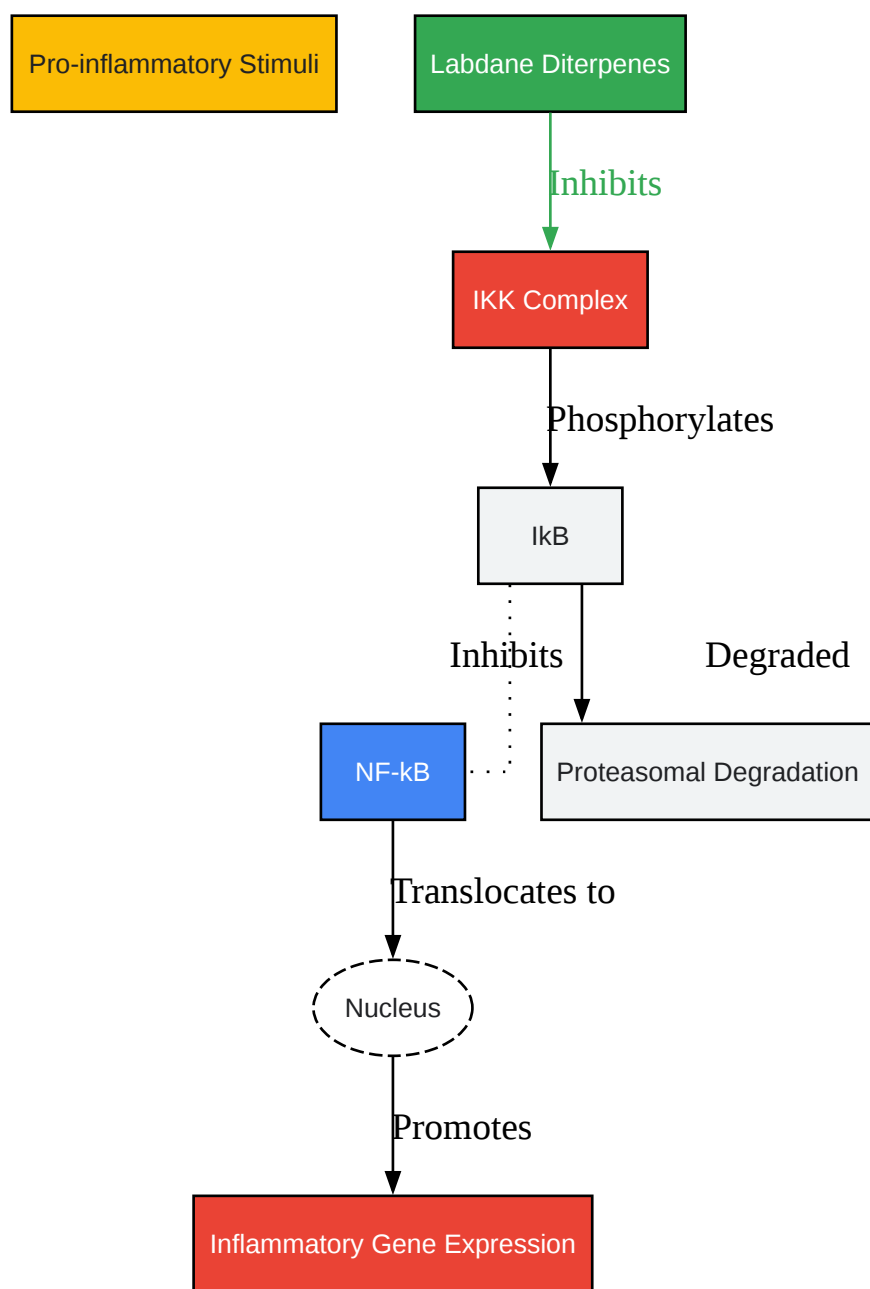 Pro-inflammatory Stimuli
Labdane Diterpenes
Inhibits
IKK Complex
Phosphorylates
IkB
Inhibits
Degraded
NF-kB
Proteasomal Degradation
Translocates to
Nucleus
Promotes
Inflammatory Gene Expression